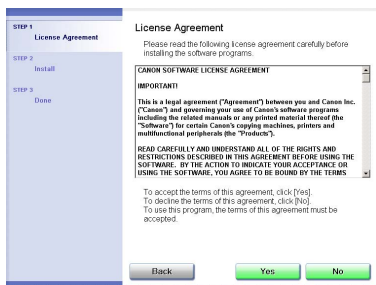 STEP 1
License Agreement
STEP 2
Install
STEP 3
Done
License Agreement
Please read the following license agreement carefully before
installing the software programs.
CANON SOFTWARE LICENSE AGREEMENT
IMPORTANT!
This is a legal agreement ("Agreement") between you and Canon Inc.
("Canon") and governing your use of Canon's software programs
including the related manuals or any printed material thereof (the
"Software") for certain Canon's copying machines, printers and
multifunctional peripherals (the "Products").
READ CAREFULLY AND UNDERSTAND ALL OF THE RIGHTS AND
RESTRICTIONS DESCRIBED IN THIS AGREEMENT BEFORE USING THE
SOFTWARE. BY THE ACTION TO INDICATE YOUR ACCEPTANCE OR
USING THE SOFTWARE, YOU AGREE TO BE BOUND BY THE TERMS
To accept the terms of this agreement, click [Yes].
To decline the terms of this agreement, click [No].
To use this program, the terms of this agreement must be
accepted.
Back
Yes
No